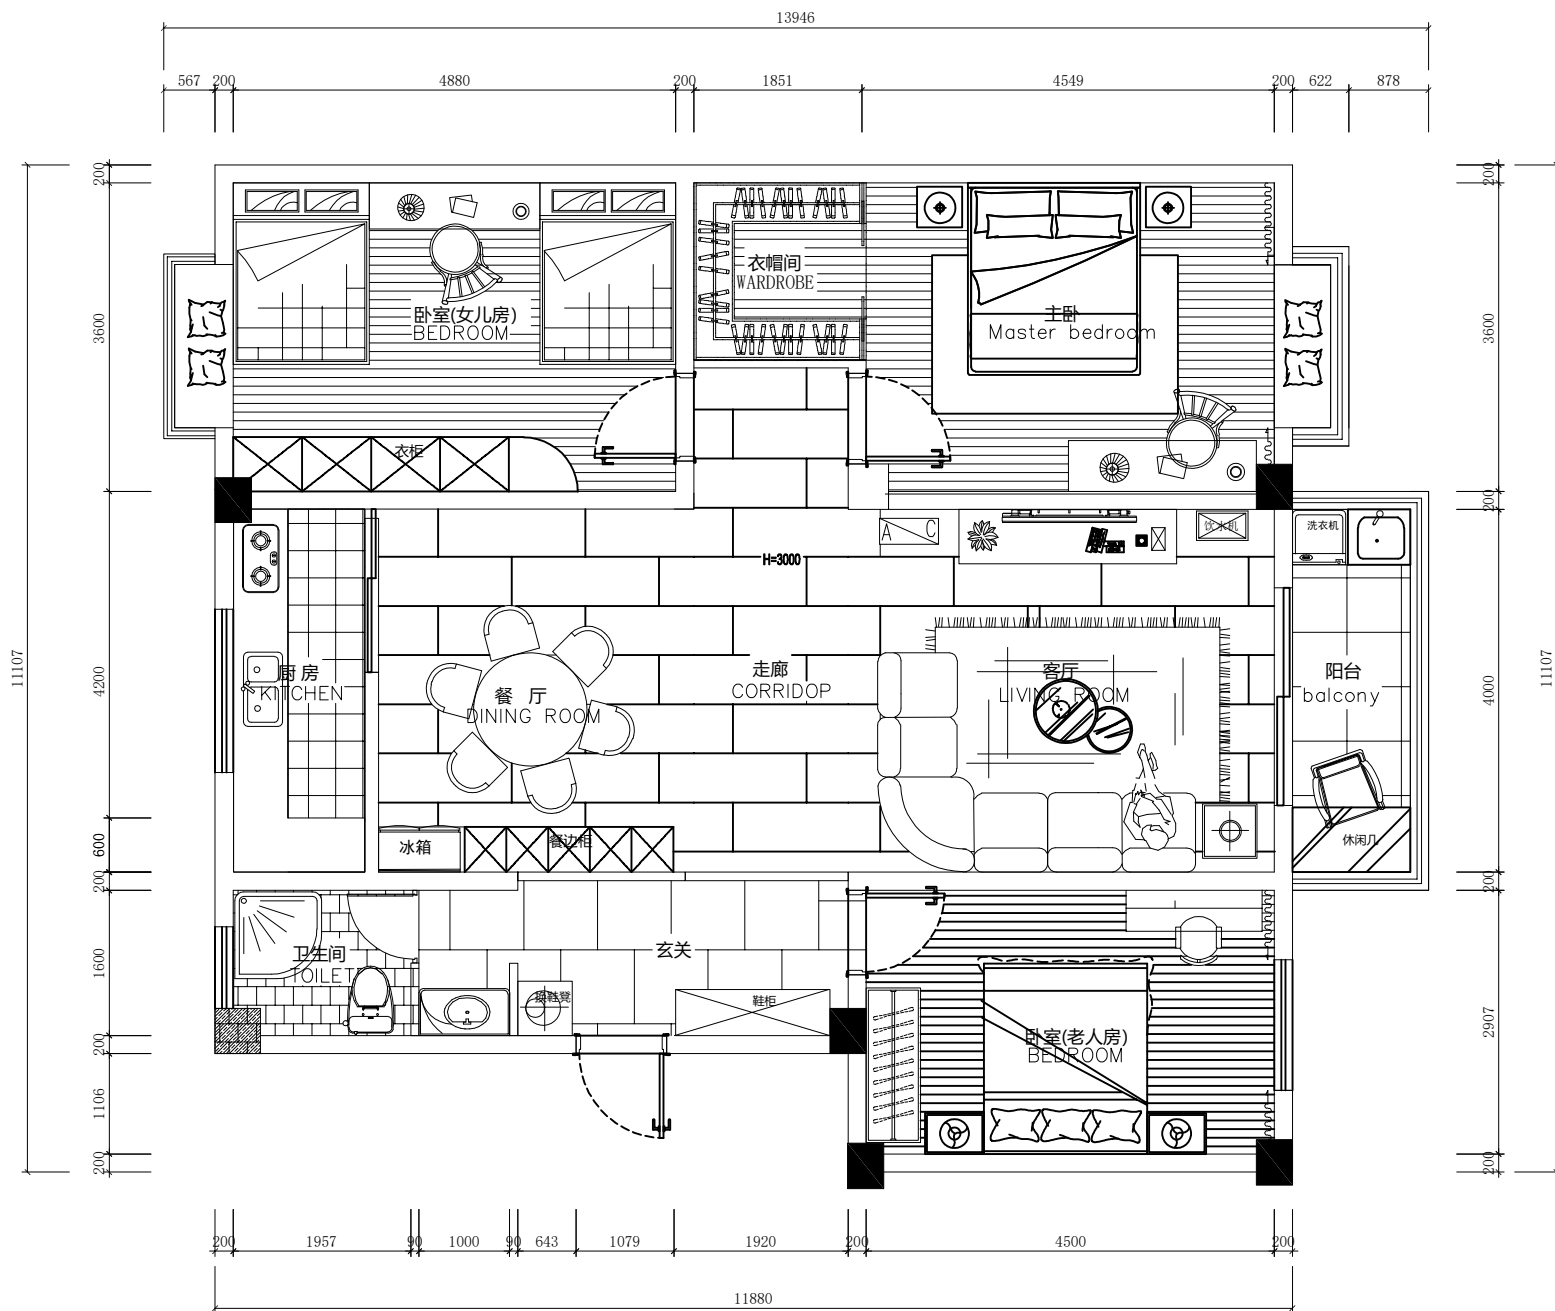 13946
567
200
4880
200
1851
4549
200
622
878
200
3600
4200
600
200
1600
200
1106
200
11107
200
3600
200
4000
200
2907
200
11107
衣帽间
WARDROBE
卧室(女儿房)
BEDROOM
主卧
Master bedroom
衣柜
A C
饮水机
洗衣机
H=3000
厨 房
KITCHEN
餐 厅
DINING ROOM
走廊
CORRIDOP
客厅
LIVING ROOM
阳台
balcony
冰箱
餐边柜
休闲几
卫生间
TOILET
玄关
换鞋凳
鞋柜
卧室(老人房)
BEDROOM
200
1957
90
1000
90
643
1079
1920
200
4500
200
11880